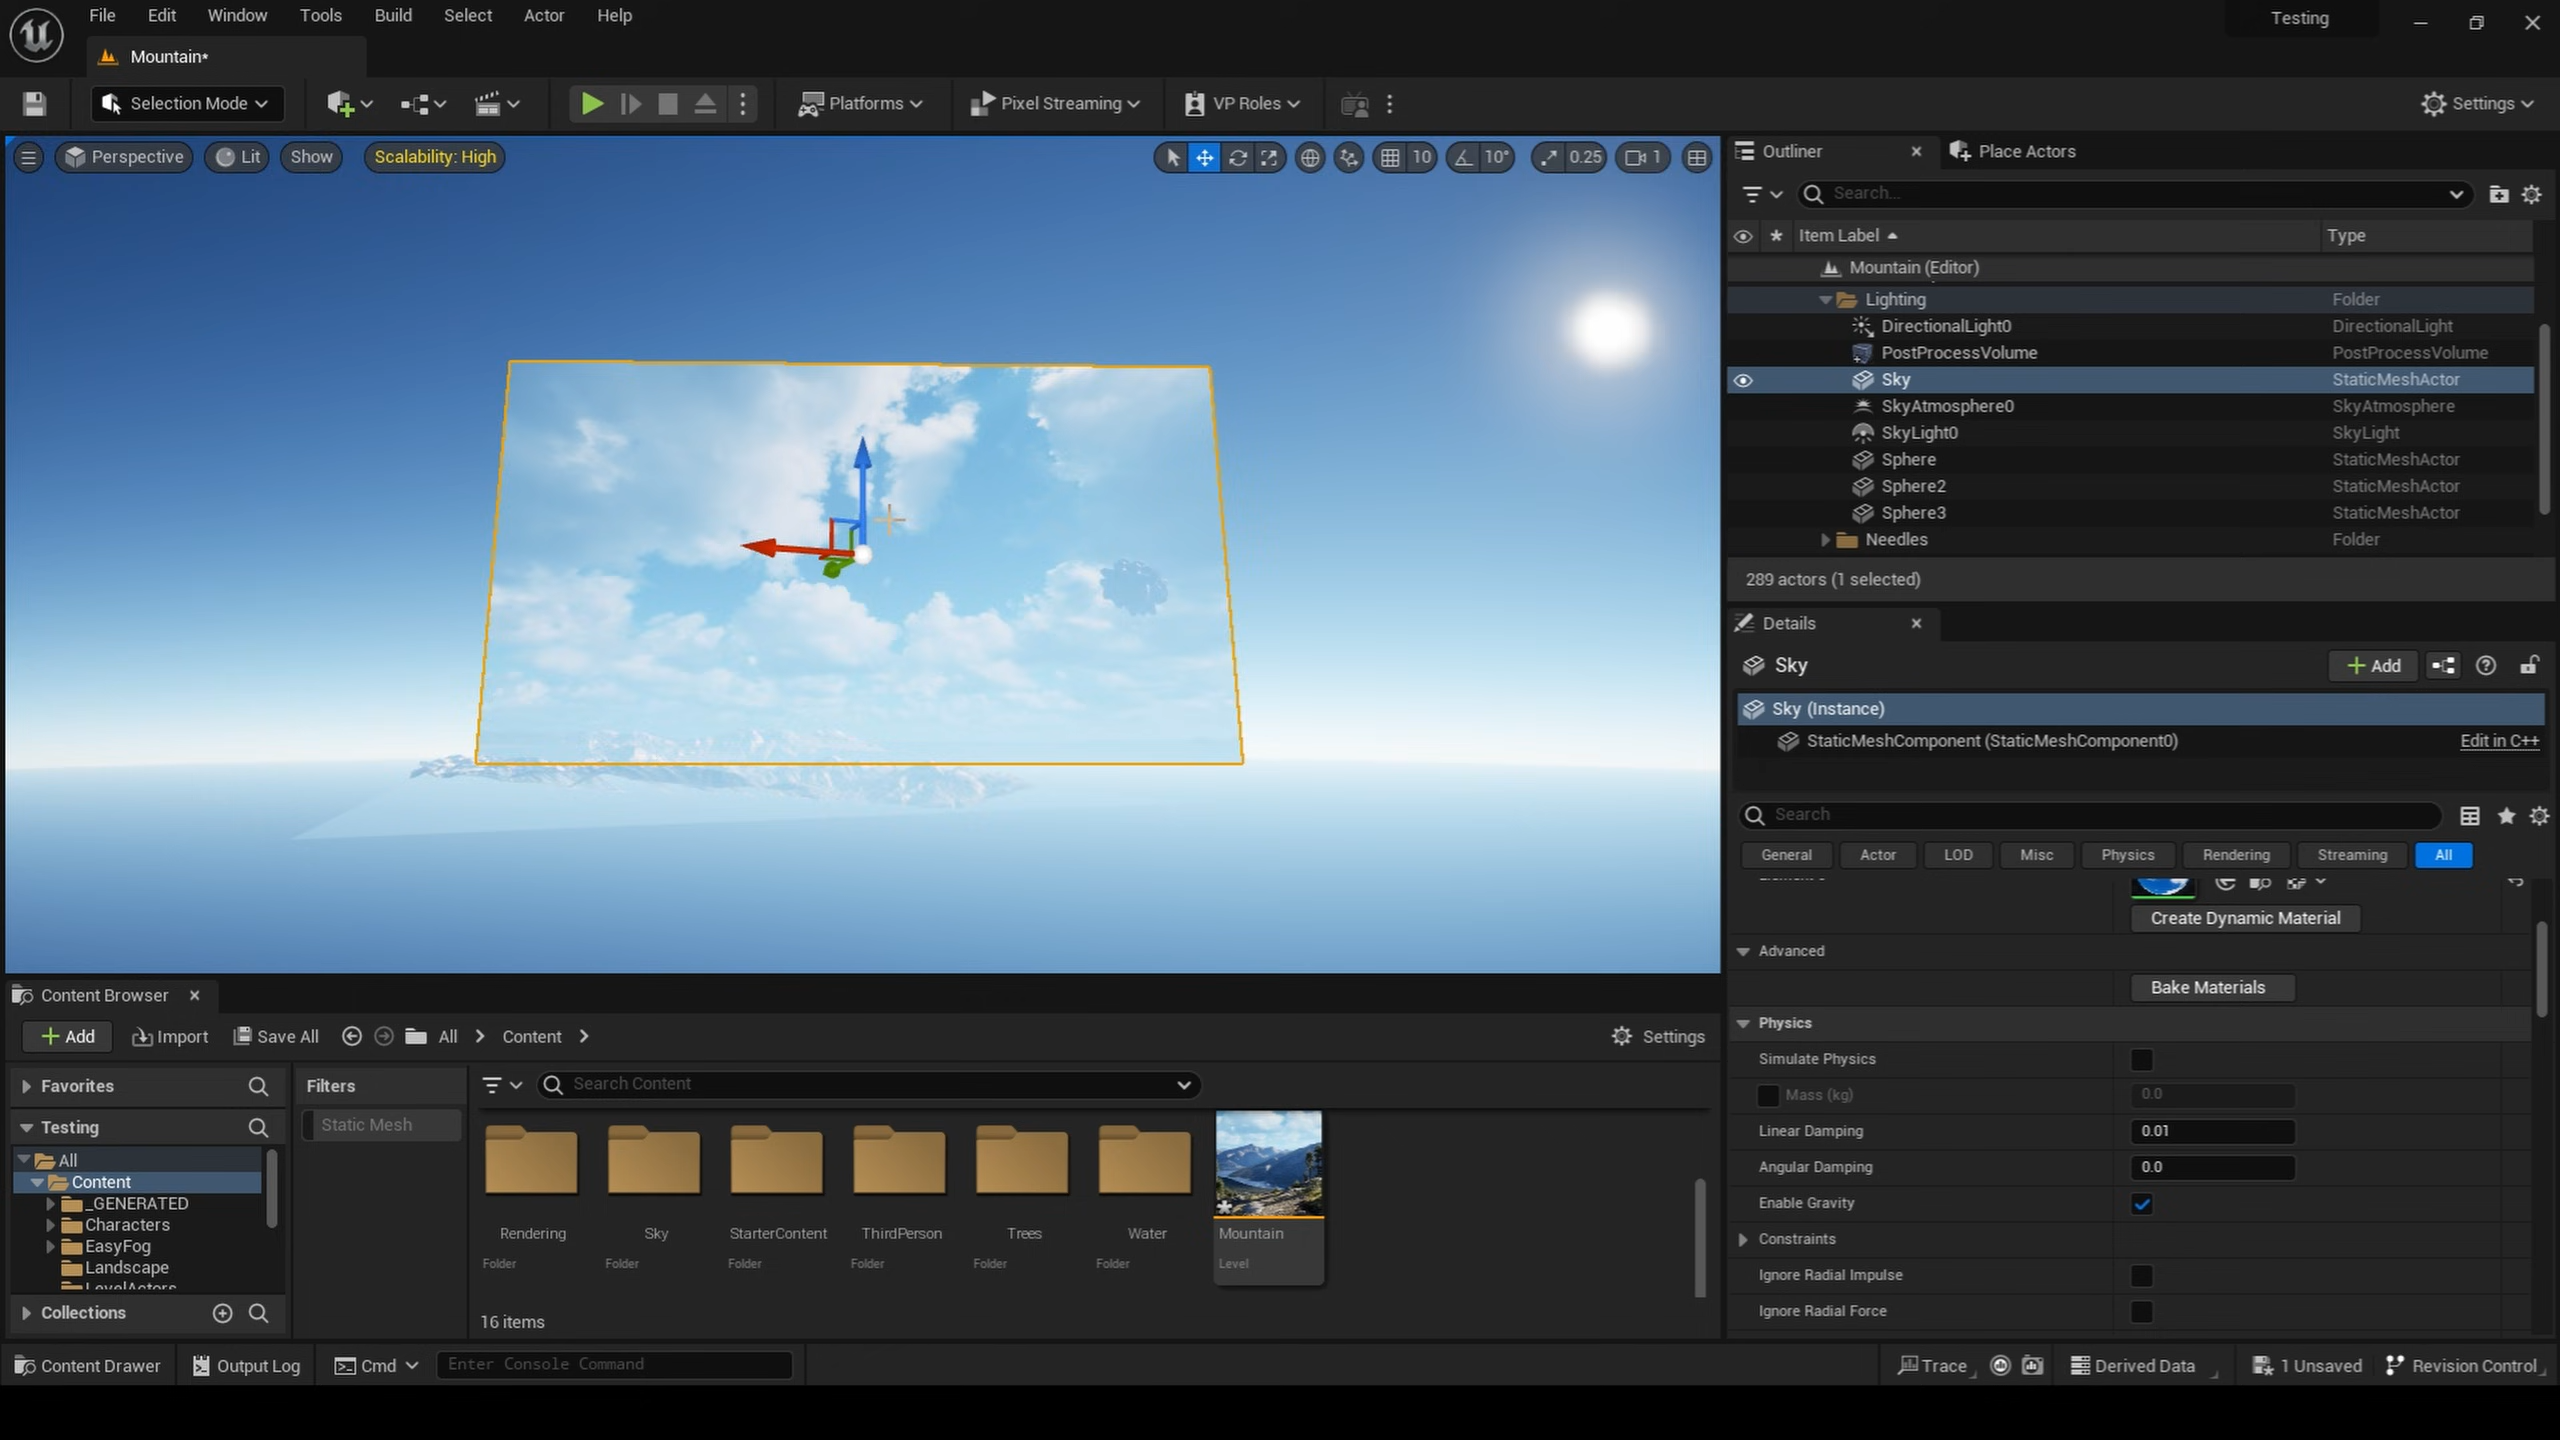 File Edit Window Tools Build Select Actor Help
Testing
Mountain*
Selection Mode
Platforms
Pixel Streaming
VP Roles
Settings
Perspective
Lit
Show
Scalability: High
10
10°
0.25
1
Outliner
Place Actors
Search...
Item Label
Type
Mountain (Editor)
Lighting Folder
DirectionalLight0 DirectionalLight
PostProcessVolume PostProcessVolume
Sky StaticMeshActor
SkyAtmosphere0 SkyAtmosphere
SkyLight0 SkyLight
Sphere StaticMeshActor
Sphere2 StaticMeshActor
Sphere3 StaticMeshActor
Needles Folder
289 actors (1 selected)
Details
Sky
Add
Sky (Instance)
StaticMeshComponent (StaticMeshComponent0) Edit in C++
Search
General Actor LOD Misc Physics Rendering Streaming All
Create Dynamic Material
Advanced
Bake Materials
Physics
Simulate Physics
Mass (kg) 0.0
Linear Damping 0.01
Angular Damping 0.0
Enable Gravity
Constraints
Ignore Radial Impulse
Ignore Radial Force
Content Browser
Add Import Save All All Content Settings
Favorites
Testing
All
Content
_GENERATED
Characters
EasyFog
Landscape
LevelActors
Collections
Filters
Static Mesh
Search Content
Rendering Sky StarterContent ThirdPerson Trees Water Mountain
Folder Folder Folder Folder Folder Folder Level
16 items
Content Drawer Output Log Cmd Enter Console Command
Trace Derived Data 1 Unsaved Revision Control